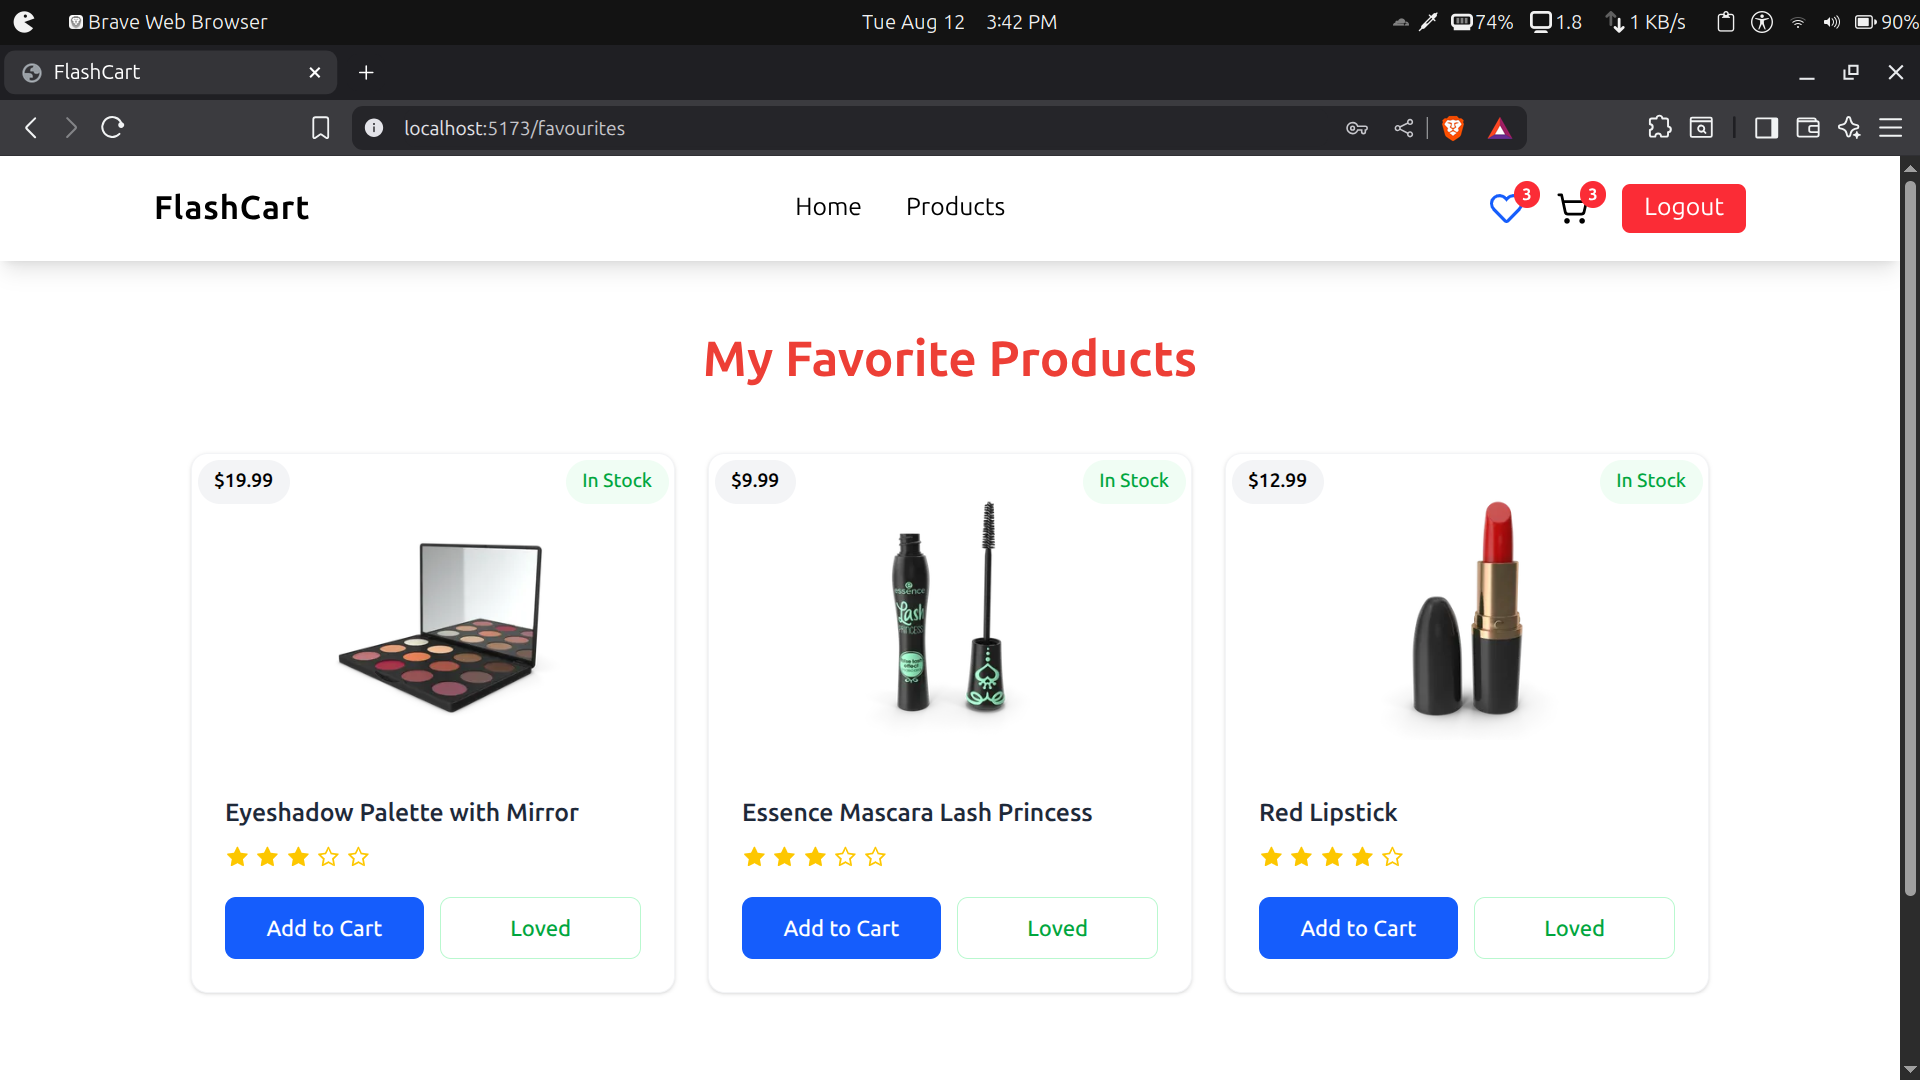 Brave Web Browser
Tue Aug 12 3:42 PM
74% 1.8 1 KB/s 90%
FlashCart
localhost:5173/favourites
FlashCart
Home Products
3 3 Logout
My Favorite Products
$19.99 In Stock
$9.99 In Stock
$12.99 In Stock
essence
Lash
PRINCESS
Eyeshadow Palette with Mirror
Essence Mascara Lash Princess
Red Lipstick
Add to Cart Loved
Add to Cart Loved
Add to Cart Loved